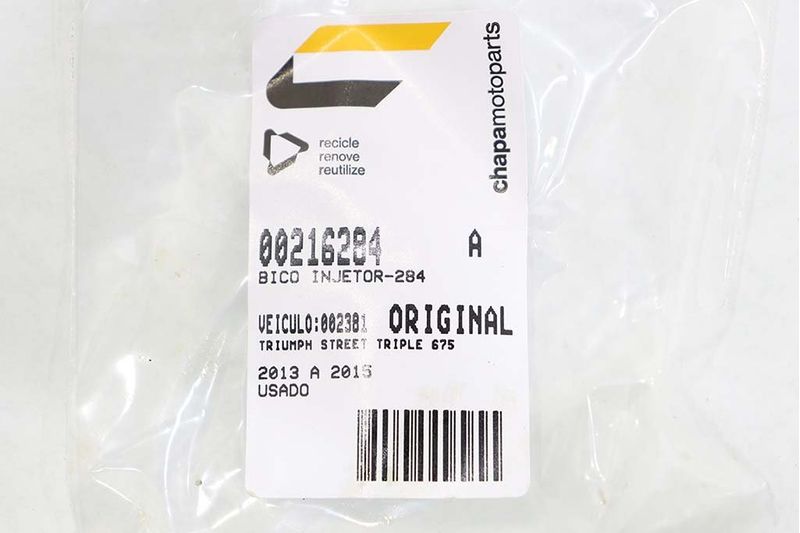 chapamotoparts
recicle
renove
reutilize
00216284 A
BICO INJETOR-284
VEICULO:002381 ORIGINAL
TRIUMPH STREET TRIPLE 675
2013 A 2015
USADO